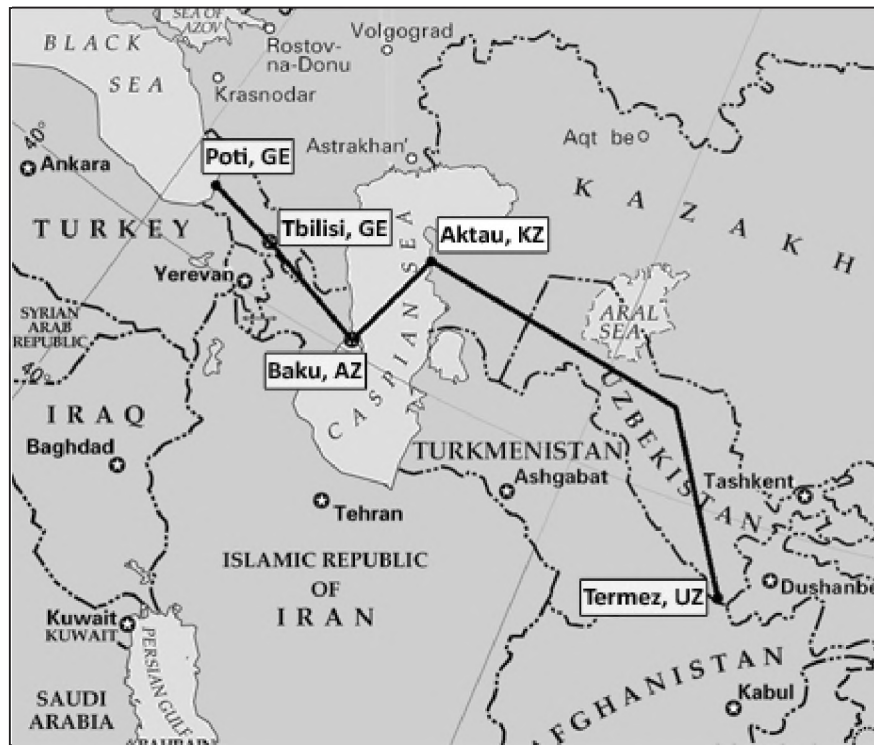 SEA OF
AZOV
Volgograd
BLACK
SEA
Rostov-
na-Donu
Krasnodar
40°
Ankara
Poti, GE
Astrakhan'
Aqt be
KAZAKH
TURKEY
Tbilisi, GE
Aktau, KZ
Yerevan
ARAL
SEA
SYRIAN
ARAB
REPUBLIC
Baku, AZ
CASPIAN SEA
40°
IRAQ
Baghdad
TURKMENISTAN
UZBEKISTAN
Ashgabat
Tashkent
Tehran
ISLAMIC REPUBLIC
OF
IRAN
Termez, UZ
Dushanbe
Kuwait
KUWAIT
PERSIAN GULF
AFGHANISTAN
Kabul
SAUDI
ARABIA
BAHRAIN